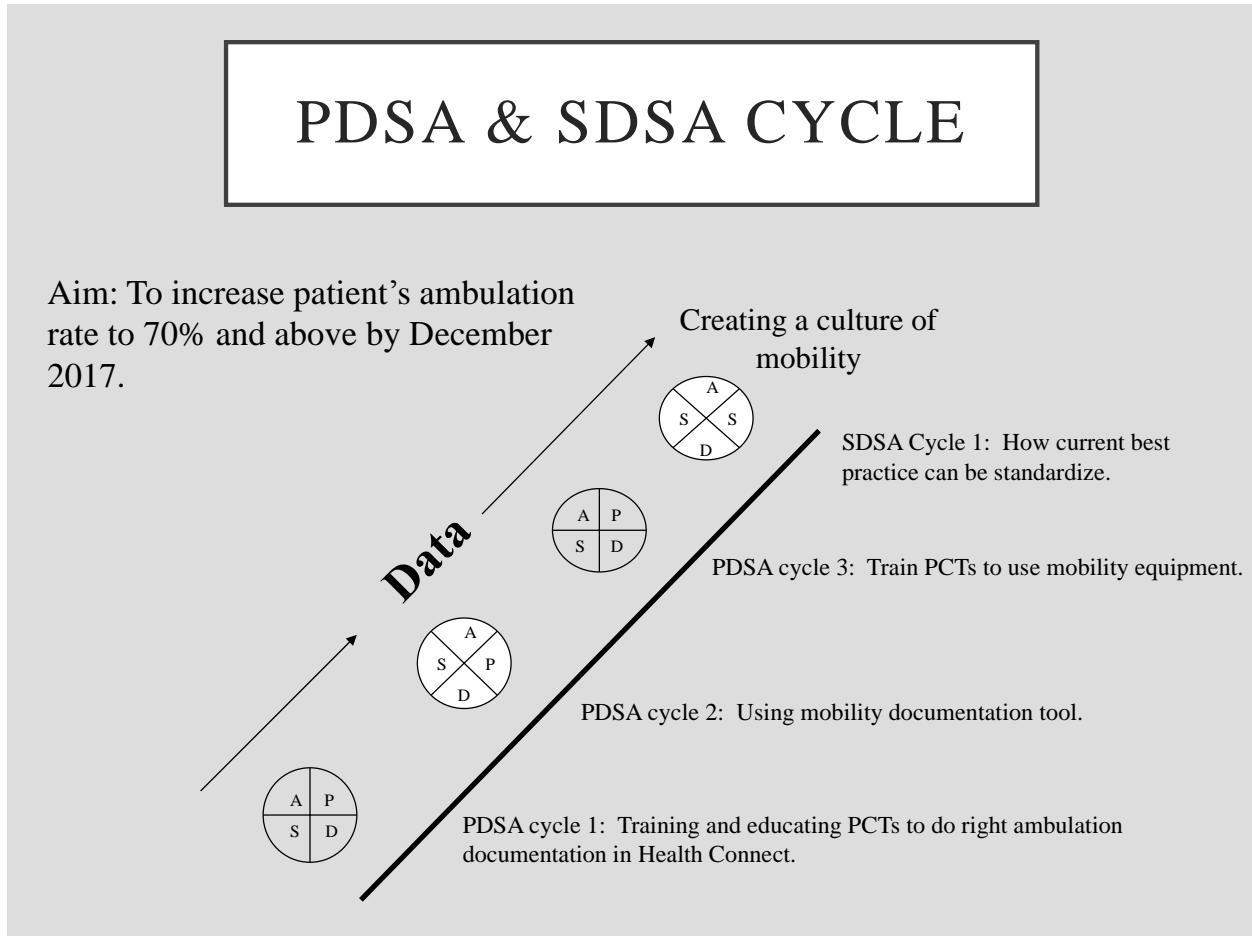 PDSA & SDSA CYCLE
Aim: To increase patient’s ambulation
rate to 70% and above by December
2017.
Creating a culture of
mobility
A
S S
D
SDSA Cycle 1: How current best
practice can be standardize.
Data
A P
S D
PDSA cycle 3: Train PCTs to use mobility equipment.
A
S P
D
PDSA cycle 2: Using mobility documentation tool.
A P
S D
PDSA cycle 1: Training and educating PCTs to do right ambulation
documentation in Health Connect.